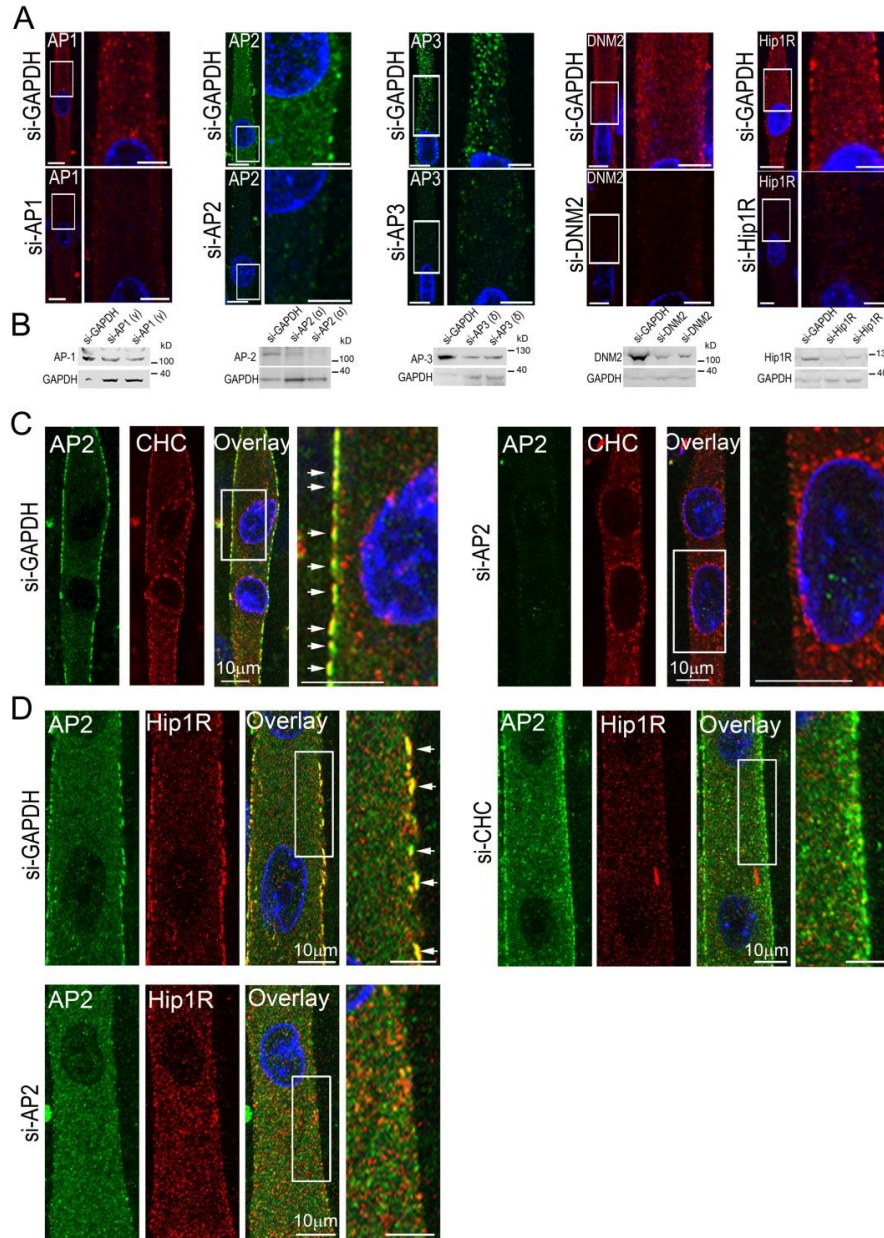 A
si-GAPDH
AP1
AP2
AP3
DNM2
Hip1R
si-GAPDH
si-GAPDH
si-GAPDH
si-GAPDH
si-AP1
AP1
si-AP2
AP2
si-AP3
AP3
si-DNM2
DNM2
si-Hip1R
Hip1R
B
si-GAPDH si-AP1 (γ) si-AP1 (γ) kD
AP-1 100
GAPDH 40
si-GAPDH si-AP2 (α) si-AP2 (α) kD
AP-2 100
GAPDH 40
si-GAPDH si-AP3 (δ) si-AP3 (δ) kD
AP-3 130
GAPDH 40
si-GAPDH si-DNM2 si-DNM2 kD
DNM2 100
GAPDH 40
si-GAPDH si-Hip1R si-Hip1R
Hip1R
GAPDH 40
C
si-GAPDH
AP2 CHC Overlay
10μm
si-AP2
AP2 CHC Overlay
10μm
D
si-GAPDH
AP2 Hip1R Overlay
10μm
si-CHC
AP2 Hip1R Overlay
10μm
si-AP2
AP2 Hip1R Overlay
10μm